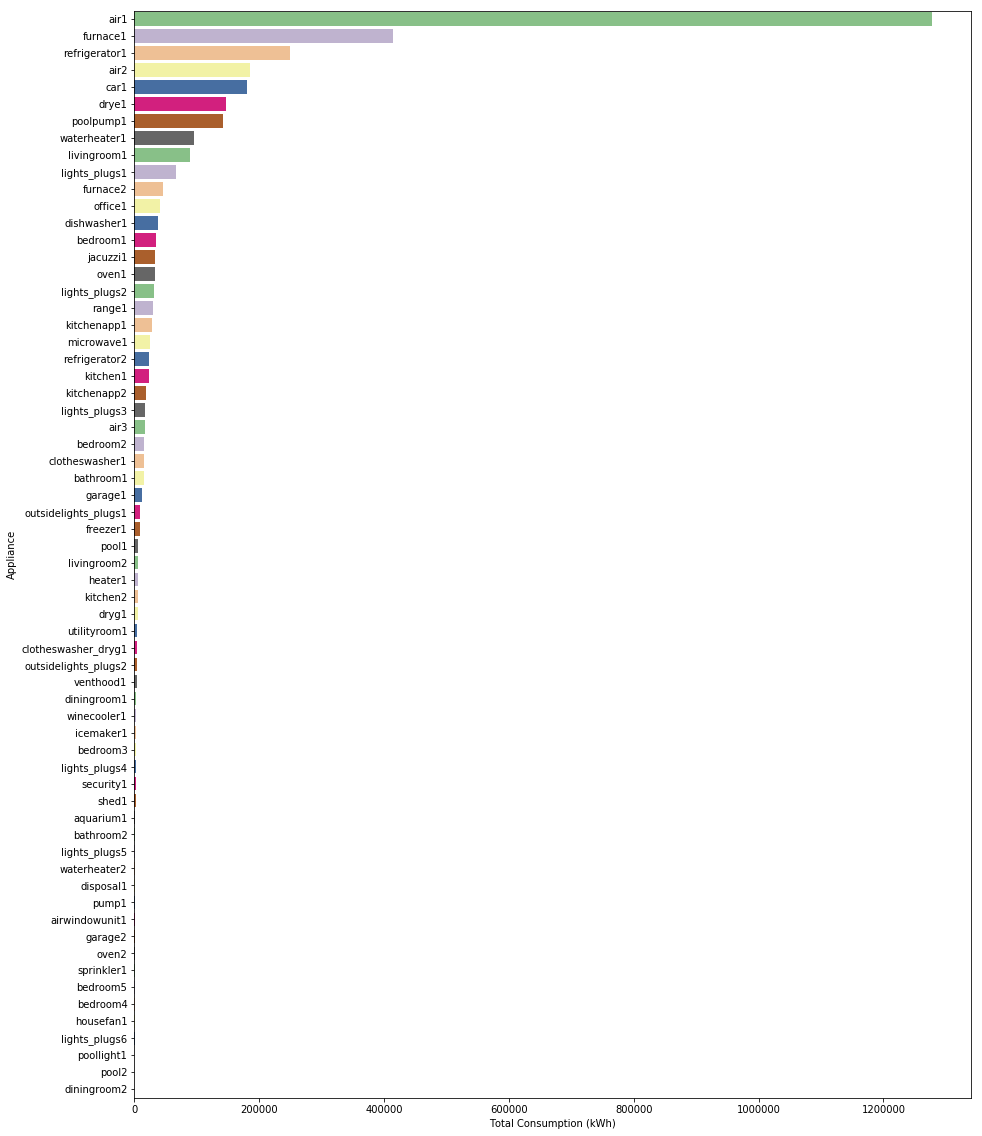 air1
furnace1
refrigerator1
air2
car1
drye1
poolpump1
waterheater1
livingroom1
lights_plugs1
furnace2
office1
dishwasher1
bedroom1
jacuzzi1
oven1
lights_plugs2
range1
kitchenapp1
microwave1
refrigerator2
kitchen1
kitchenapp2
lights_plugs3
air3
bedroom2
clotheswasher1
bathroom1
garage1
outsidelights_plugs1
freezer1
pool1
livingroom2
heater1
kitchen2
dryg1
utilityroom1
clotheswasher_dryg1
outsidelights_plugs2
venthood1
diningroom1
winecooler1
icemaker1
bedroom3
lights_plugs4
security1
shed1
aquarium1
bathroom2
lights_plugs5
waterheater2
disposal1
pump1
airwindowunit1
garage2
oven2
sprinkler1
bedroom5
bedroom4
housefan1
lights_plugs6
poollight1
pool2
diningroom2
Appliance
0 200000 400000 600000 800000 1000000 1200000
Total Consumption (kWh)